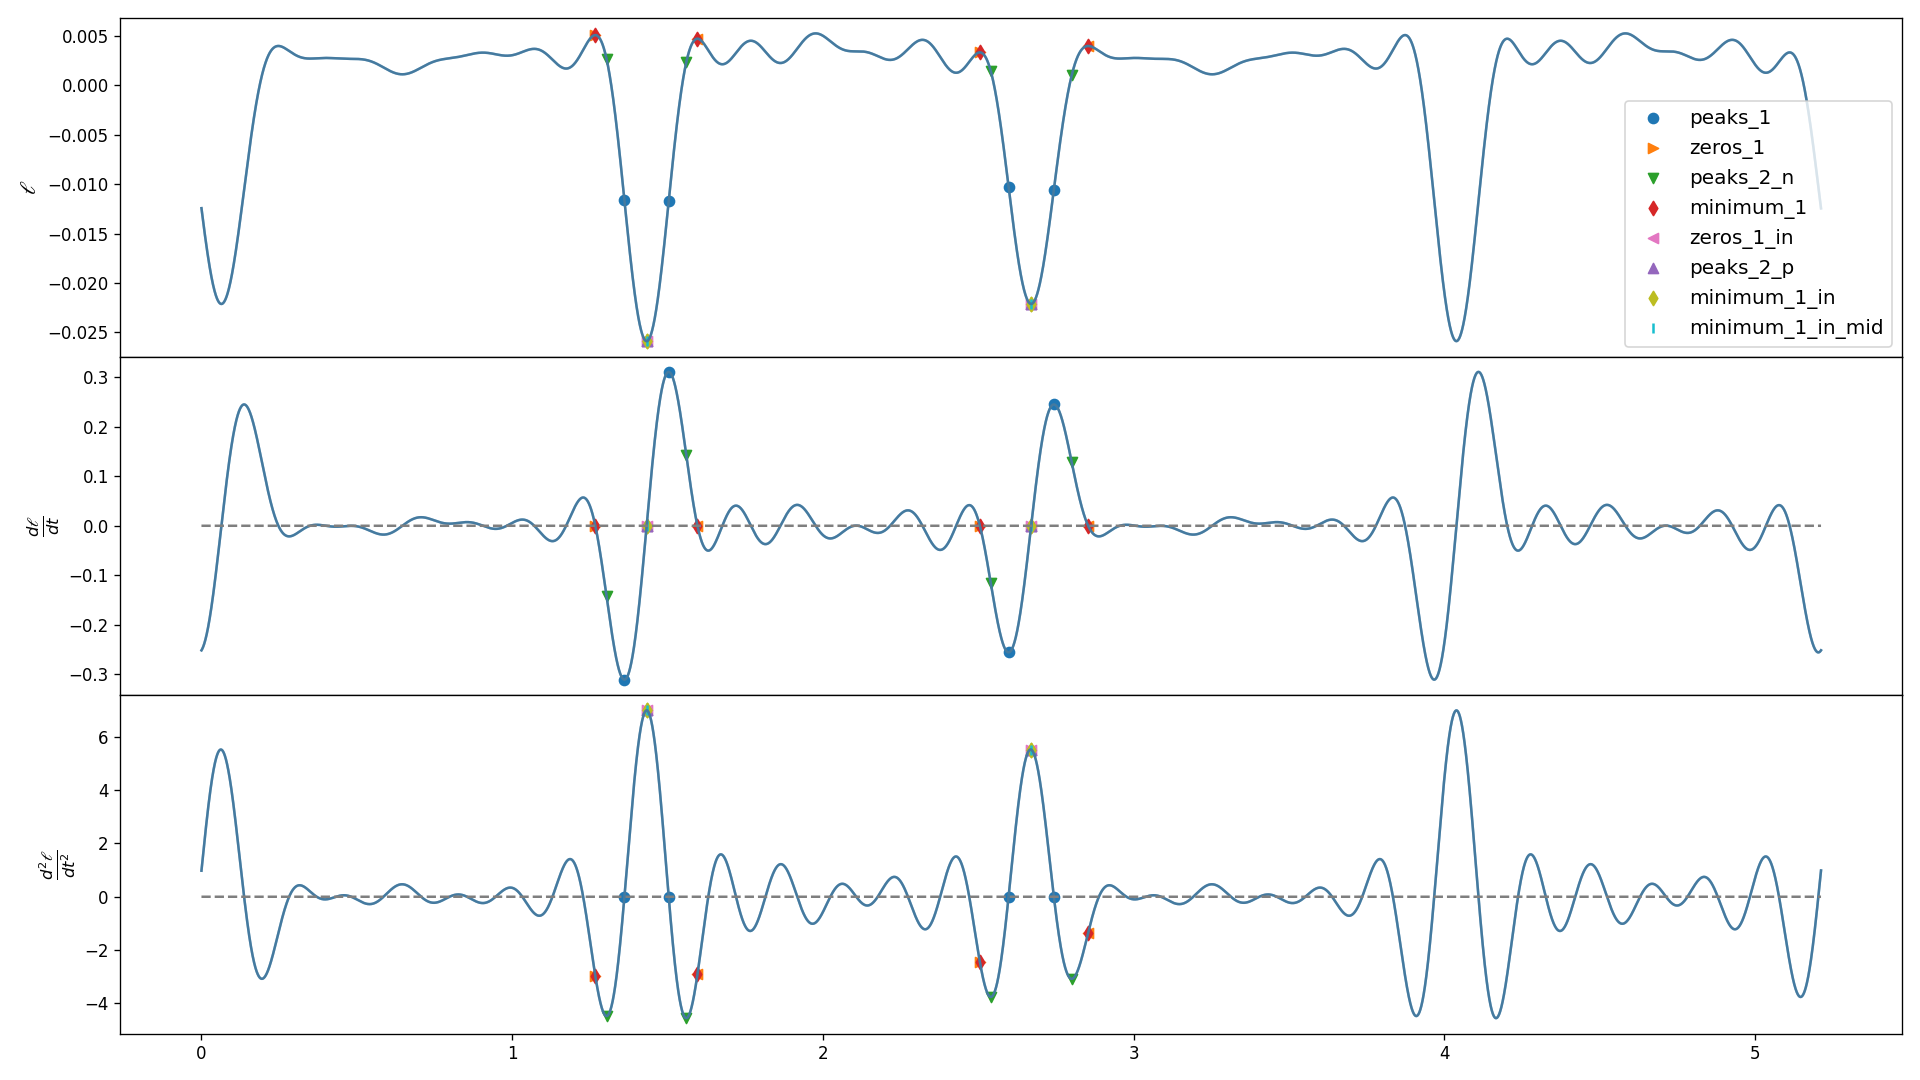 0.005
0.000
−0.005
−0.010
−0.015
−0.020
−0.025
ℓ
peaks_1
zeros_1
peaks_2_n
minimum_1
zeros_1_in
peaks_2_p
minimum_1_in
minimum_1_in_mid
0.3
0.2
0.1
0.0
−0.1
−0.2
−0.3
dℓ
dt
6
4
2
0
−2
−4
d²ℓ
dt²
0 1 2 3 4 5